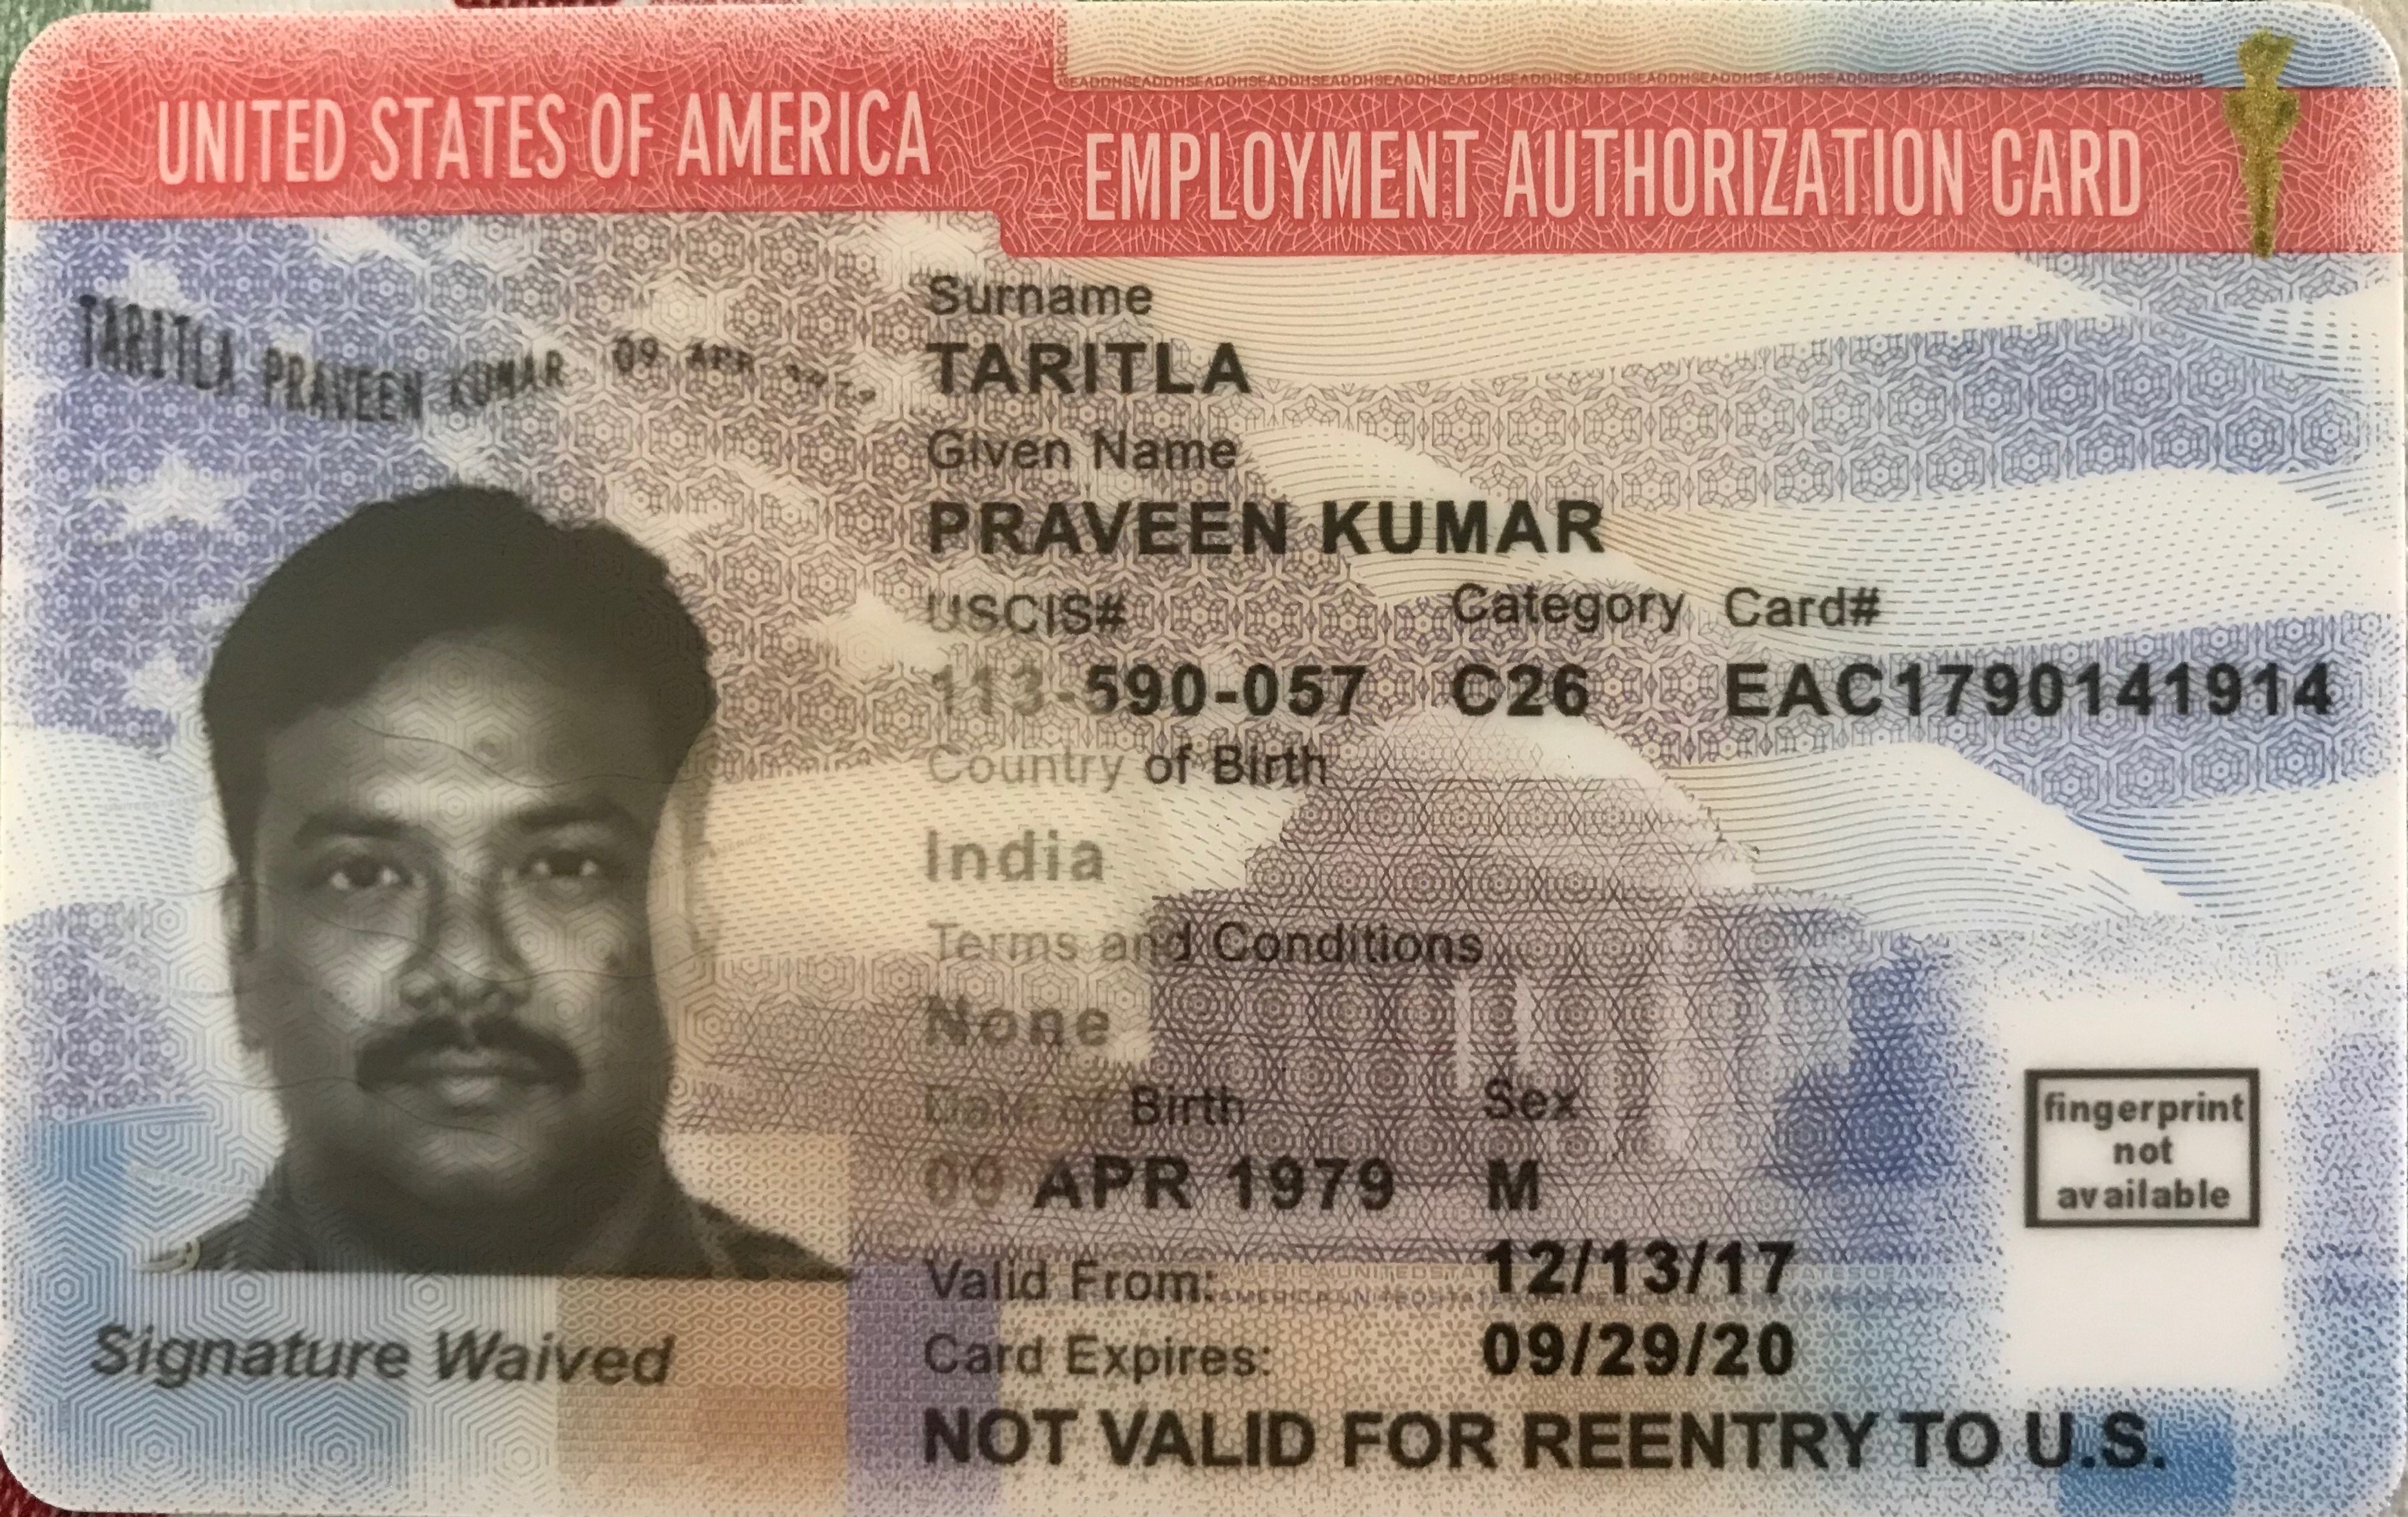 UNITED STATES OF AMERICA
EMPLOYMENT AUTHORIZATION CARD
TARITLA PRAVEEN KUMAR 09 APR
Surname
TARITLA
Given Name
PRAVEEN KUMAR
USCIS# Category Card#
113-590-057 C26 EAC1790141914
Country of Birth
India
Terms and Conditions
None
Date of Birth Sex
09 APR 1979 M
Valid From: 12/13/17
Card Expires: 09/29/20
NOT VALID FOR REENTRY TO U.S.
Signature Waived
fingerprint
not
available